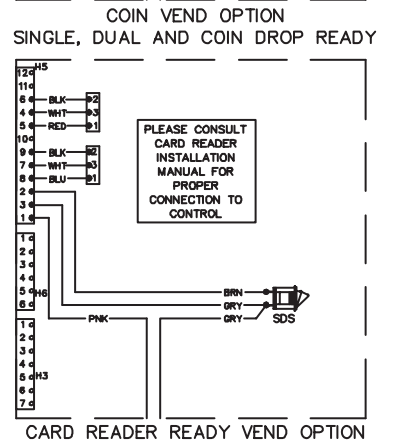 COIN VEND OPTION
SINGLE, DUAL AND COIN DROP READY
H5
12
11
6 BLK 2
4 WHT 3
5 RED 1
10
9 BLK 2
7 WHT 3
8 BLU 1
2
3
1
PLEASE CONSULT
CARD READER
INSTALLATION
MANUAL FOR
PROPER
CONNECTION TO
CONTROL
1
2
3
4
5 H6
6
BRN
GRY
PNK GRY SDS
1
2
3
4
5 H3
6
7
CARD READER READY VEND OPTION